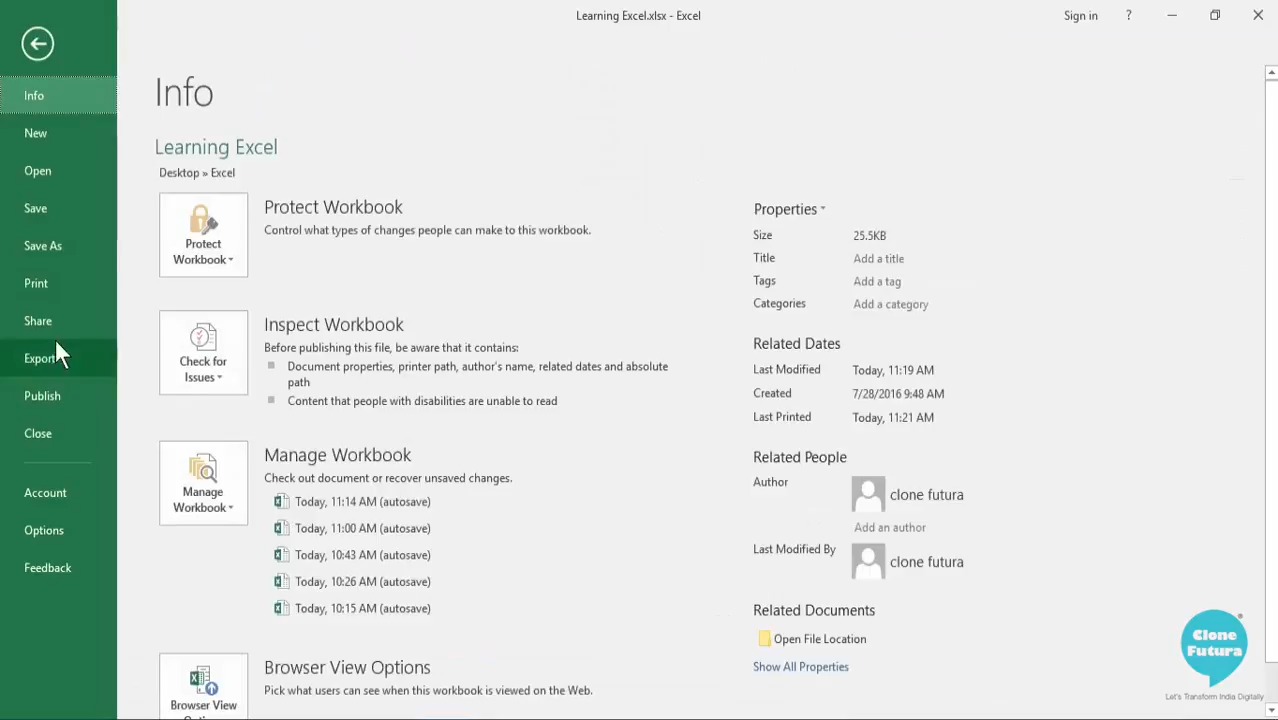 Learning Excel.xlsx - Excel
Sign in
?
Info
New
Open
Save
Save As
Print
Share
Export
Publish
Close
Account
Options
Feedback
Info
Learning Excel
Desktop » Excel
Protect Workbook
Protect Workbook
Control what types of changes people can make to this workbook.
Check for Issues
Inspect Workbook
Before publishing this file, be aware that it contains:
Document properties, printer path, author's name, related dates and absolute
path
Content that people with disabilities are unable to read
Manage Workbook
Manage Workbook
Check out document or recover unsaved changes.
Today, 11:14 AM (autosave)
Today, 11:00 AM (autosave)
Today, 10:43 AM (autosave)
Today, 10:26 AM (autosave)
Today, 10:15 AM (autosave)
Browser View
Browser View Options
Pick what users can see when this workbook is viewed on the Web.
Properties
Size 25.5KB
Title Add a title
Tags Add a tag
Categories Add a category
Related Dates
Last Modified Today, 11:19 AM
Created 7/28/2016 9:48 AM
Last Printed Today, 11:21 AM
Related People
Author clone futura
Add an author
Last Modified By clone futura
Related Documents
Open File Location
Show All Properties
Clone
Futura
Let's Transform India Digitally